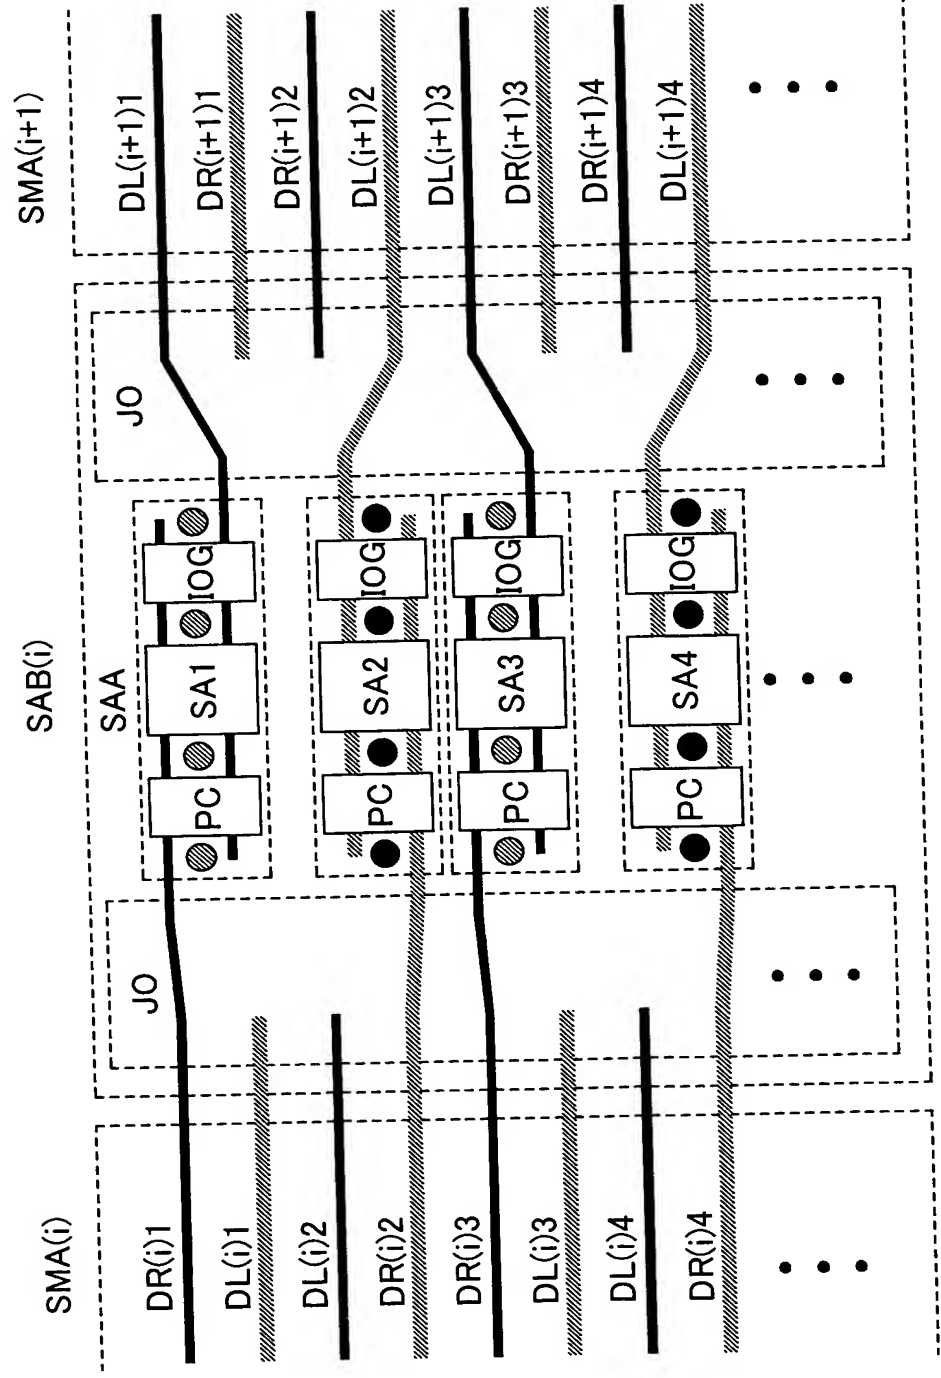 SMA(i)
SAB(i)
SMA(i+1)
SAA
JO
JO
DR(i)1
DL(i)1
DL(i)2
DR(i)2
DR(i)3
DL(i)3
DL(i)4
DR(i)4
PC
SA1
IOG
PC
SA2
IOG
PC
SA3
IOG
PC
SA4
IOG
DL(i+1)1
DR(i+1)1
DR(i+1)2
DL(i+1)2
DL(i+1)3
DR(i+1)3
DR(i+1)4
DL(i+1)4